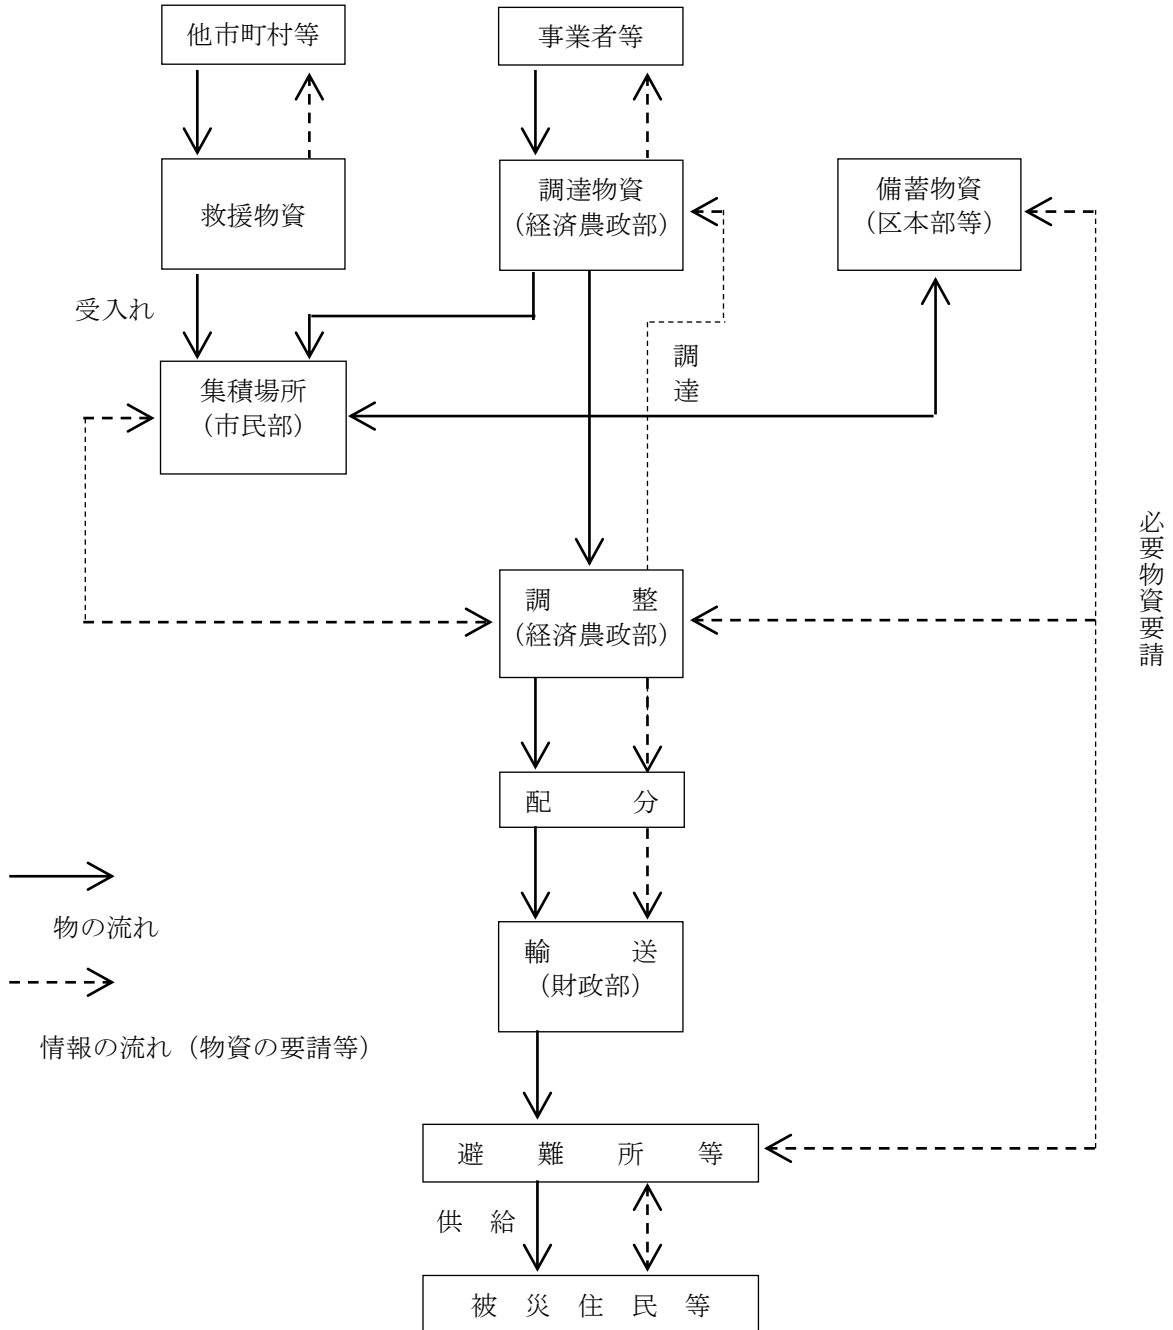 他市町村等
事業者等
救援物資
調達物資
（経済農政部）
備蓄物資
（区本部等）
受入れ
調
達
集積場所
（市民部）
必要物資要請
調　　　整
（経済農政部）
配　　　分
物の流れ
輸　　　送
（財政部）
情報の流れ（物資の要請等）
避　　難　　所　　等
供　給
被　災　住　民　等